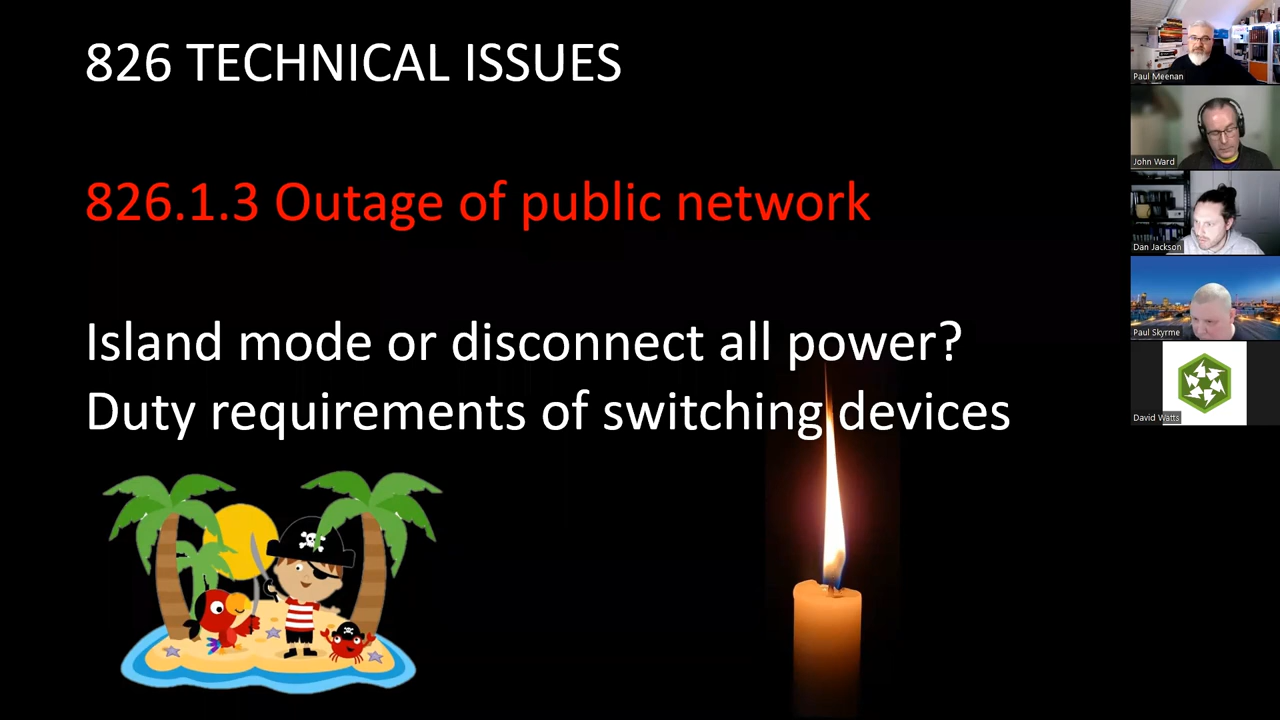 826 TECHNICAL ISSUES
826.1.3 Outage of public network
Island mode or disconnect all power?
Duty requirements of switching devices
Paul Meenan
John Ward
Dan Jackson
Paul Skyrme
David Watts